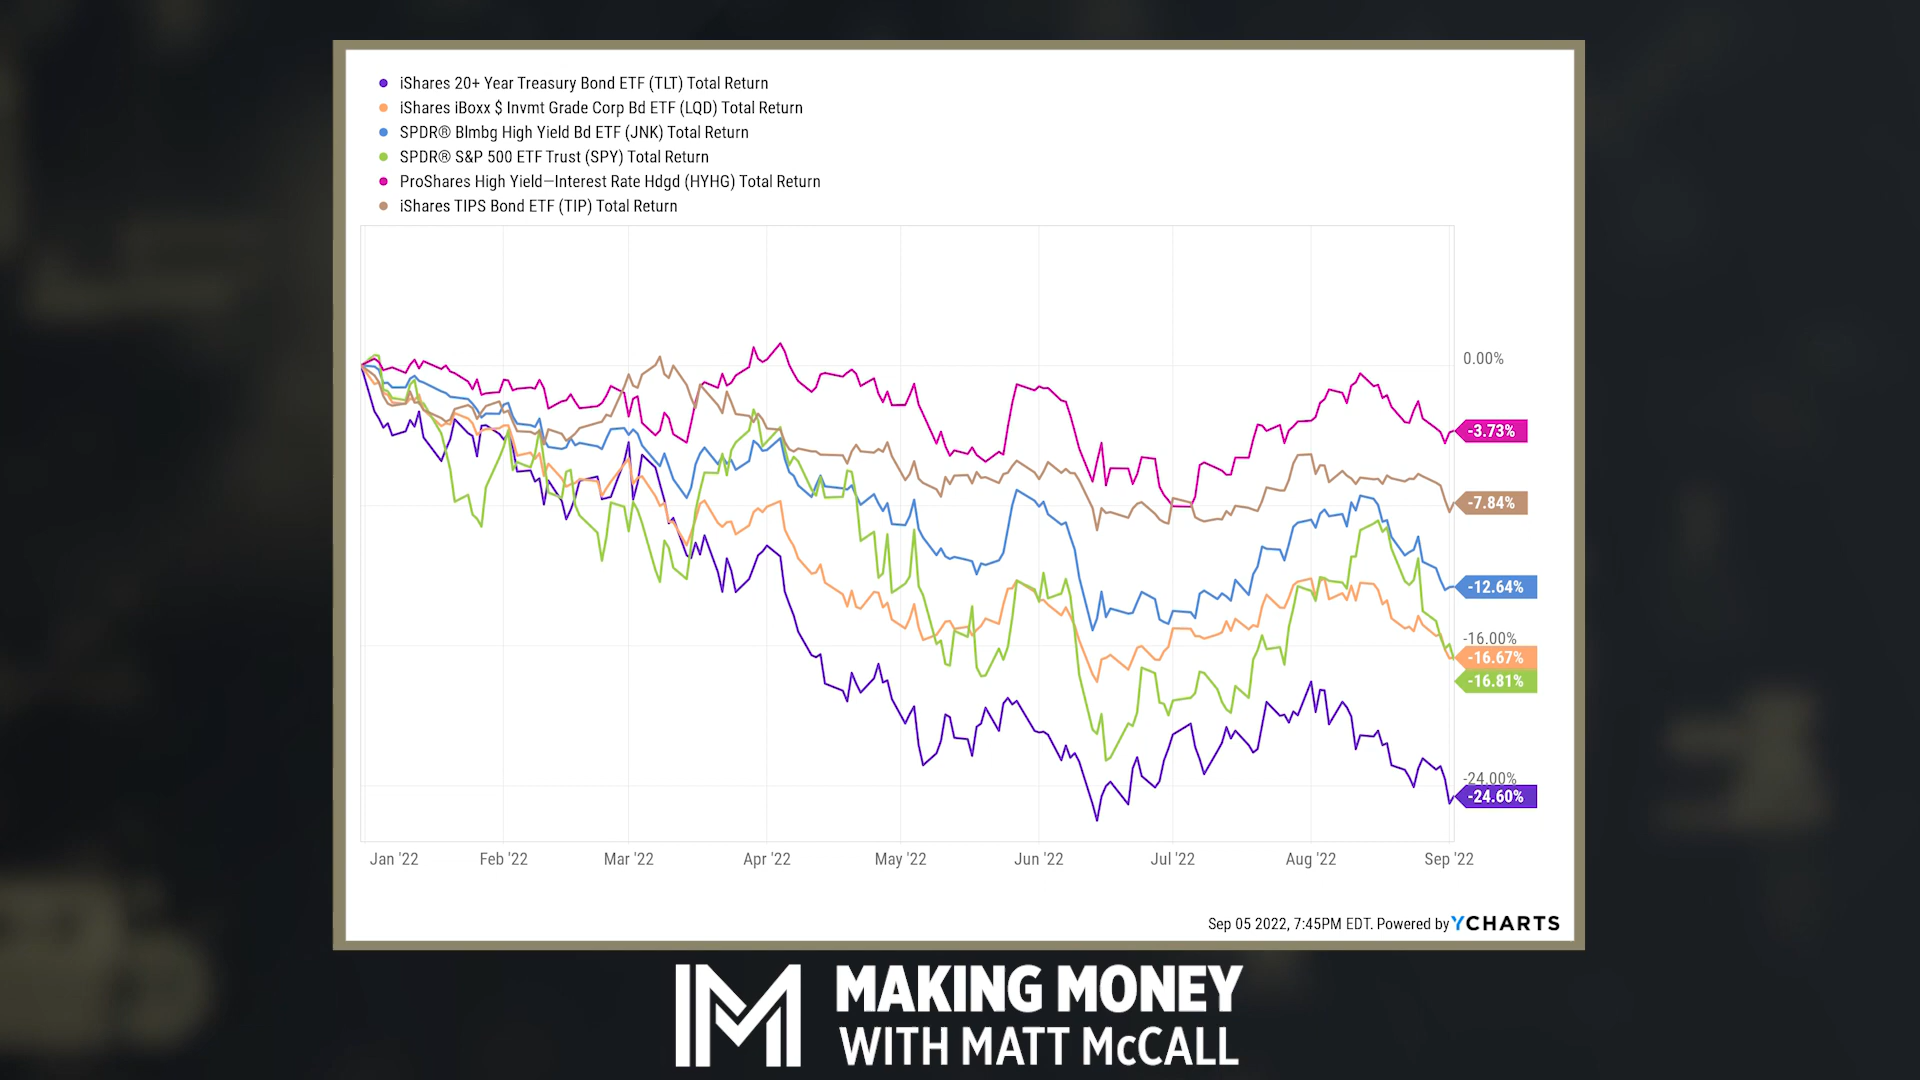 iShares 20+ Year Treasury Bond ETF (TLT) Total Return
iShares iBoxx $ Invmt Grade Corp Bd ETF (LQD) Total Return
SPDR® Blmbg High Yield Bd ETF (JNK) Total Return
SPDR® S&P 500 ETF Trust (SPY) Total Return
ProShares High Yield—Interest Rate Hdgd (HYHG) Total Return
iShares TIPS Bond ETF (TIP) Total Return
0.00%
-3.73%
-7.84%
-12.64%
-16.00%
-16.67%
-16.81%
-24.00%
-24.60%
Jan '22 Feb '22 Mar '22 Apr '22 May '22 Jun '22 Jul '22 Aug '22 Sep '22
Sep 05 2022, 7:45PM EDT. Powered by YCHARTS
MAKING MONEY
WITH MATT McCALL